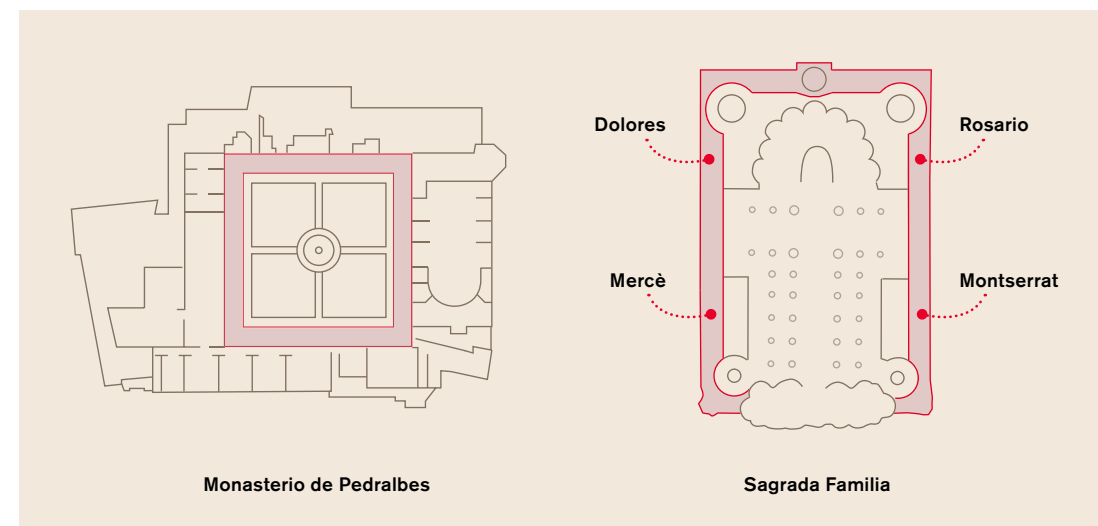 Dolores
Rosario
Mercè
Montserrat
Monasterio de Pedralbes
Sagrada Familia